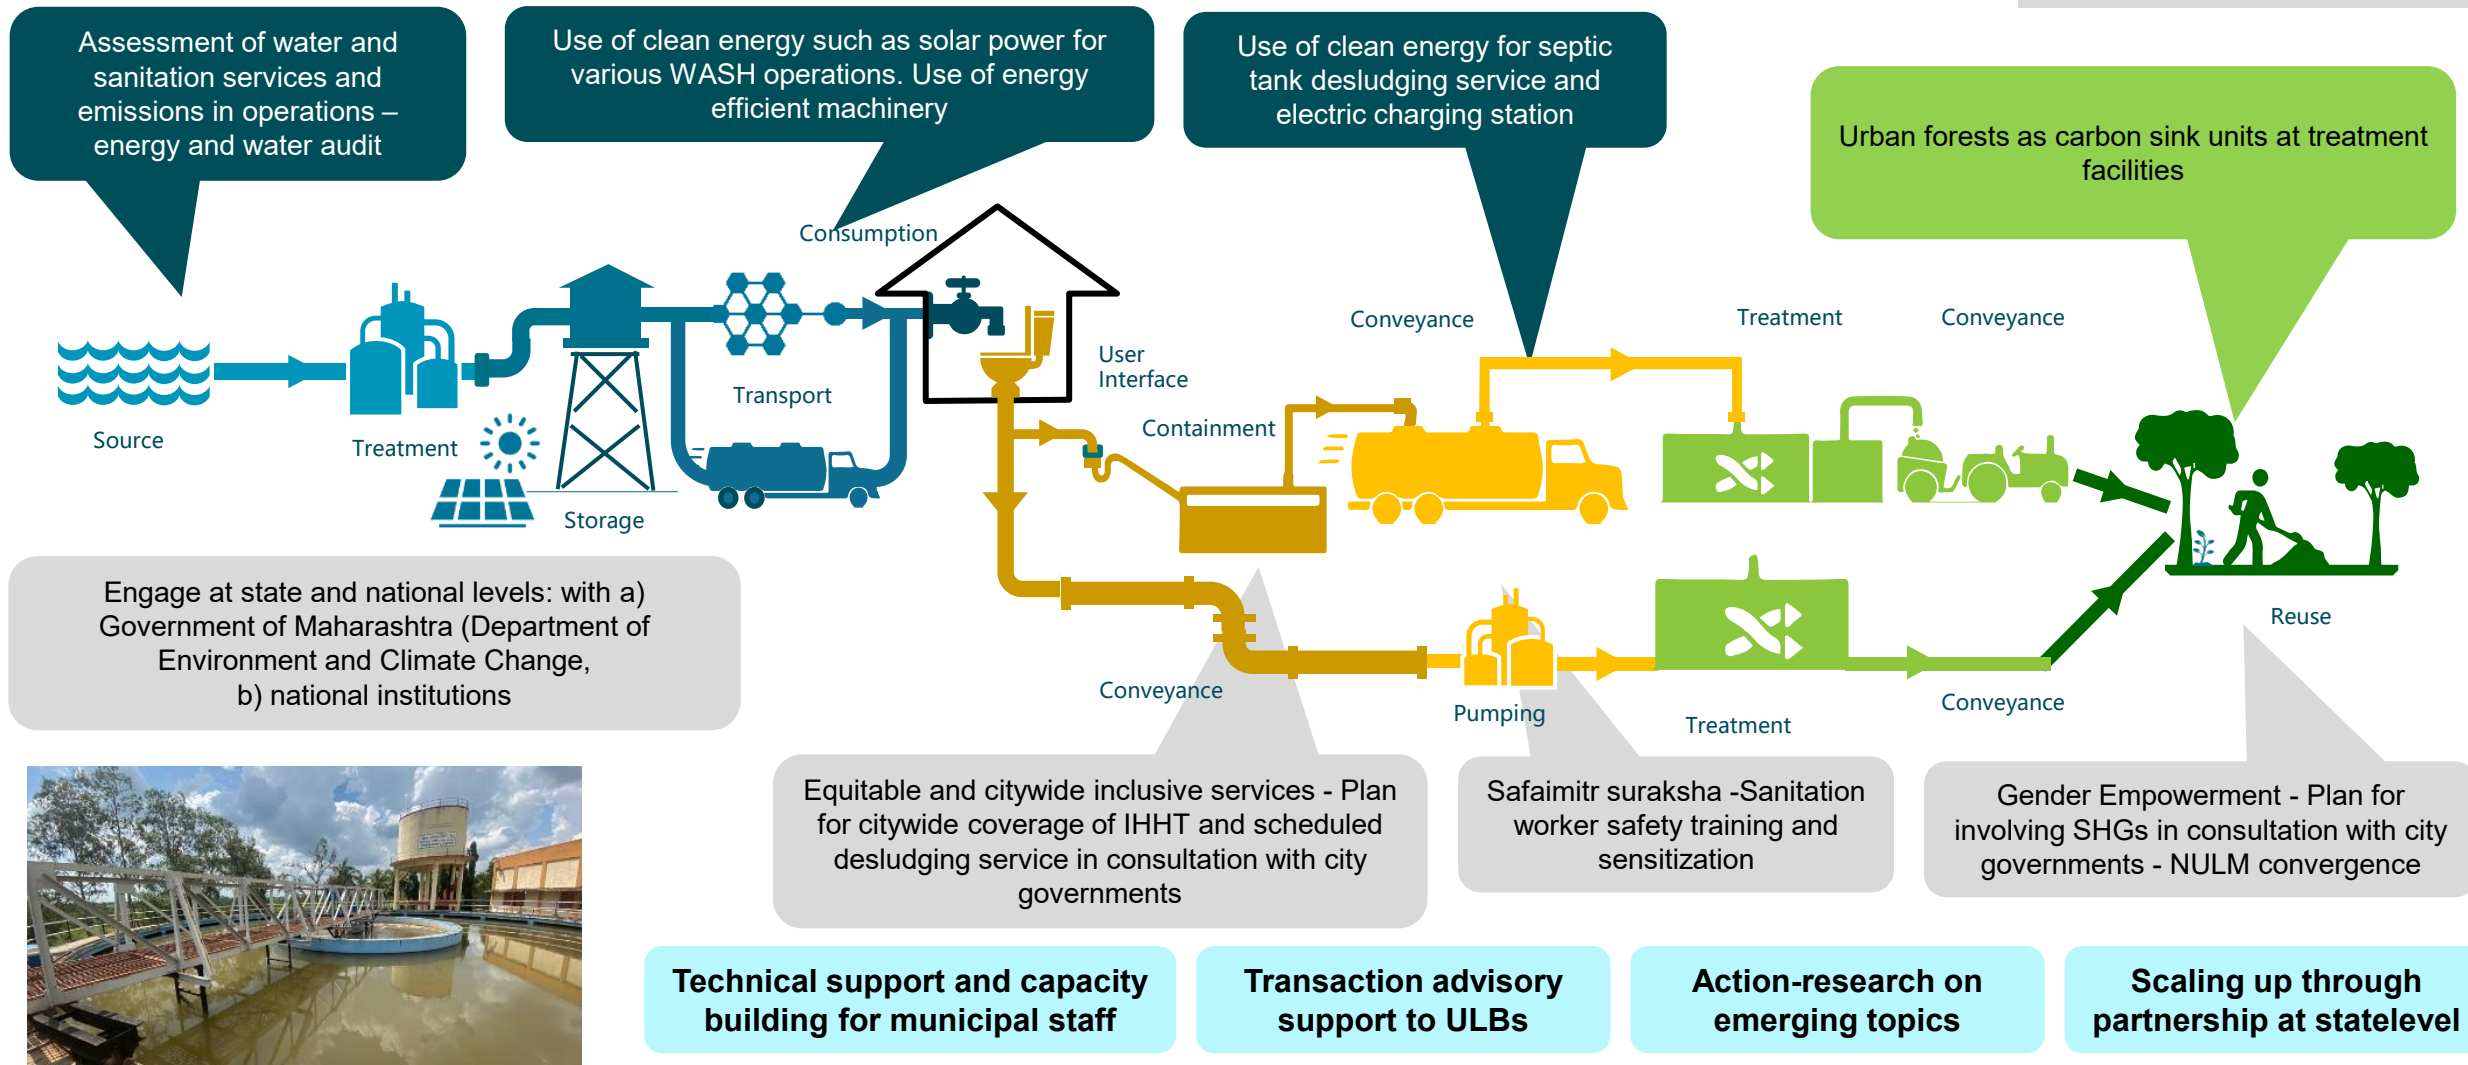 Assessment of water and
sanitation services and
emissions in operations –
energy and water audit
Use of clean energy such as solar power for
various WASH operations. Use of energy
efficient machinery
Use of clean energy for septic
tank desludging service and
electric charging station
Urban forests as carbon sink units at treatment
facilities
Consumption
Conveyance
Treatment
Conveyance
User
Interface
Transport
Containment
Source
Treatment
Storage
Engage at state and national levels: with a)
Government of Maharashtra (Department of
Environment and Climate Change,
b) national institutions
Reuse
Conveyance
Pumping
Treatment
Conveyance
Equitable and citywide inclusive services - Plan
for citywide coverage of IHHT and scheduled
desludging service in consultation with city
governments
Safaimitr suraksha -Sanitation
worker safety training and
sensitization
Gender Empowerment - Plan for
involving SHGs in consultation with city
governments - NULM convergence
Technical support and capacity
building for municipal staff
Transaction advisory
support to ULBs
Action-research on
emerging topics
Scaling up through
partnership at statelevel